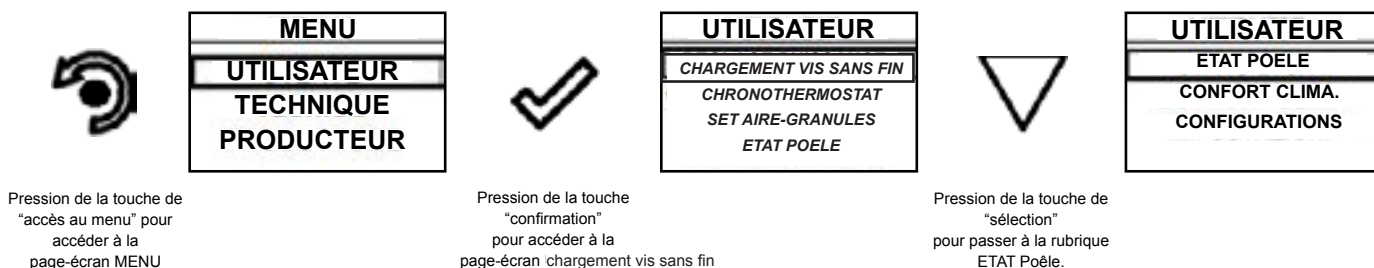 MENU
UTILISATEUR
TECHNIQUE
PRODUCTEUR
UTILISATEUR
CHARGEMENT VIS SANS FIN
CHRONOTHERMOSTAT
SET AIRE-GRANULES
ETAT POELE
UTILISATEUR
ETAT POELE
CONFORT CLIMA.
CONFIGURATIONS
Pression de la touche de
“accès au menu” pour
accéder à la
page-écran MENU
Pression de la touche
“confirmation”
pour accéder à la
page-écran chargement vis sans fin
Pression de la touche de
“sélection”
pour passer à la rubrique
ETAT Poêle.